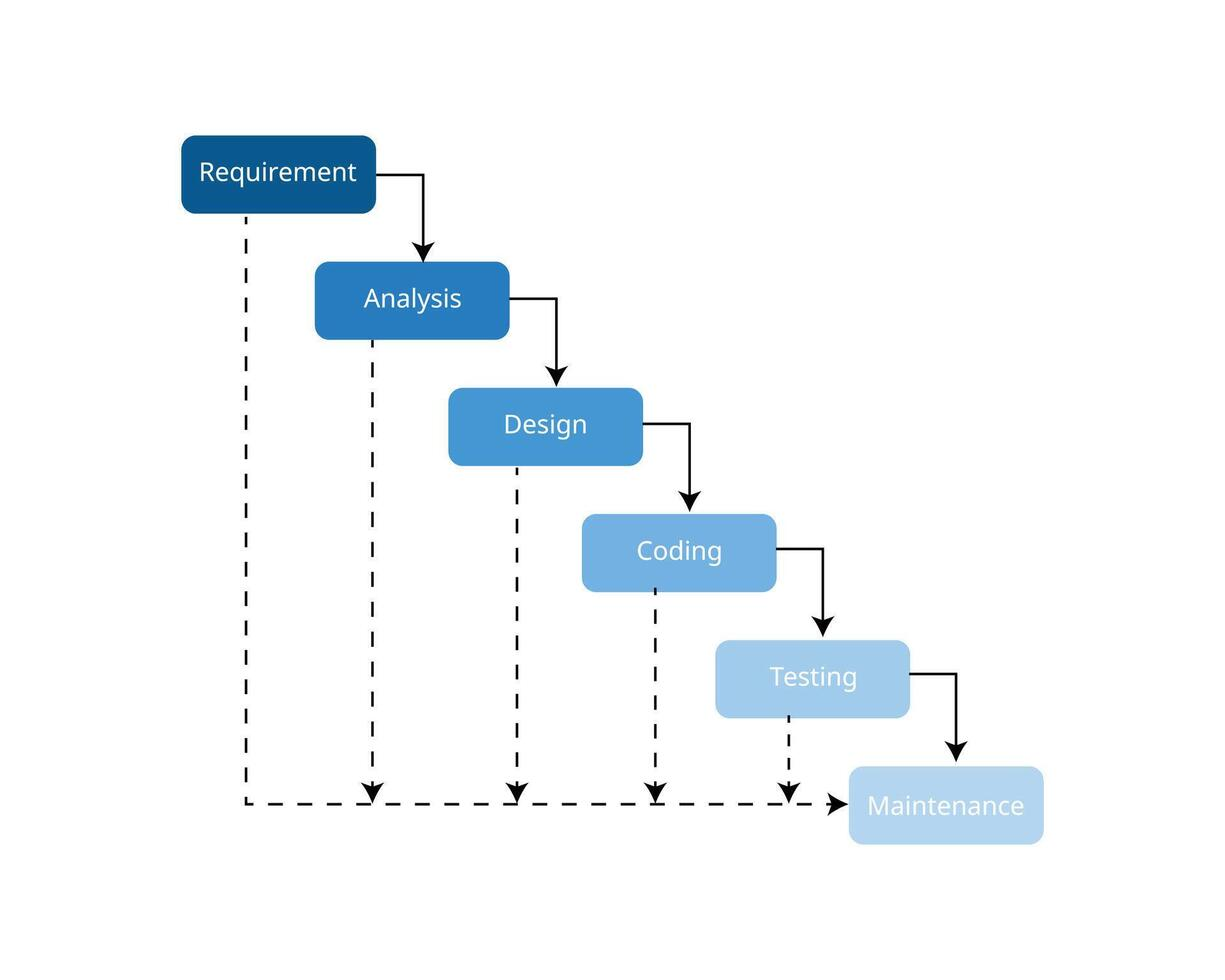 Requirement
Analysis
Design
Coding
Testing
Maintenance